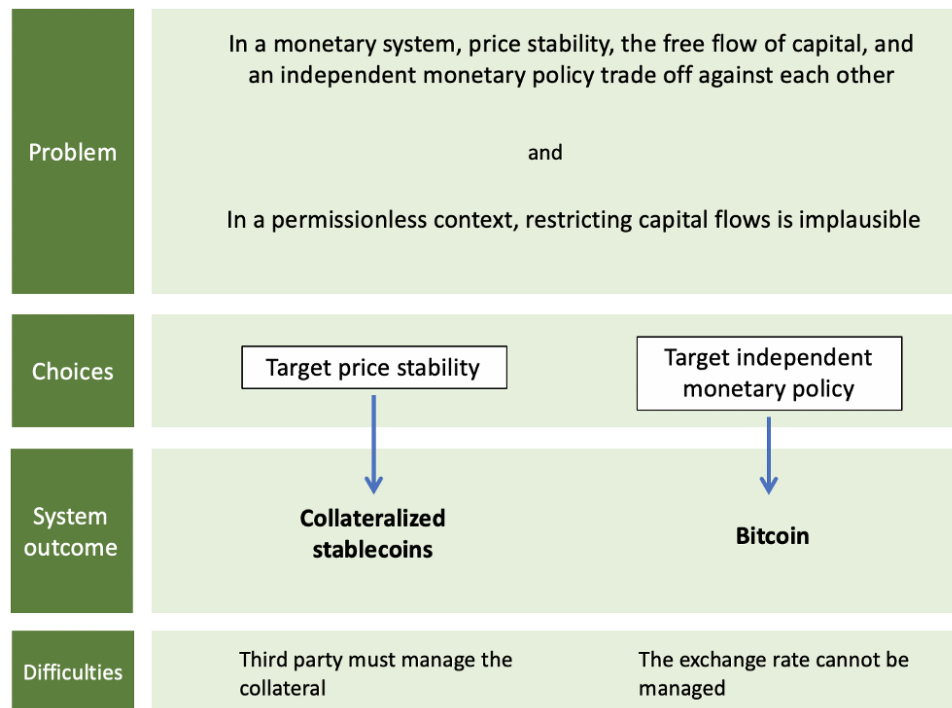 Problem
In a monetary system, price stability, the free flow of capital, and
an independent monetary policy trade off against each other
and
In a permissionless context, restricting capital flows is implausible
Choices
Target price stability
Target independent
monetary policy
System
outcome
Collateralized
stablecoins
Bitcoin
Difficulties
Third party must manage the
collateral
The exchange rate cannot be
managed